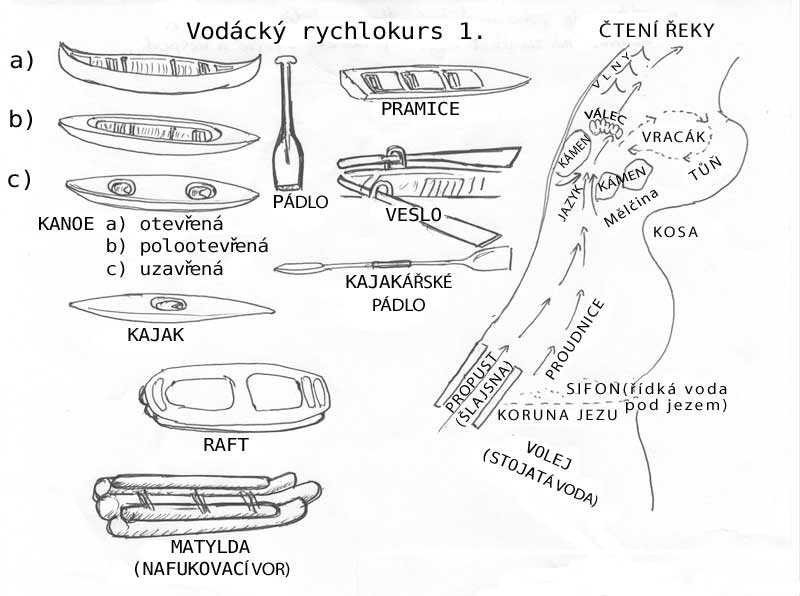 Vodácký rychlokurs 1.
a)
b)
c)
KANOE a) otevřená
b) polootevřená
c) uzavřená
KAJAK
RAFT
MATYLDA
(NAFUKOVACÍ VOR)
PÁDLO
PRAMICE
VESLO
KAJAKÁŘSKÉ
PÁDLO
ČTENÍ ŘEKY
VLNY
VÁLEC
KÁMEN
VRACÁK
TŮŇ
KÁMEN
JAZYK
Mělčina
KOSA
PROUDNICE
PROPUST
(ŠLAJSNA)
SIFON(řídká voda
pod jezem)
KORUNA JEZU
VOLEJ
(STOJATÁ VODA)